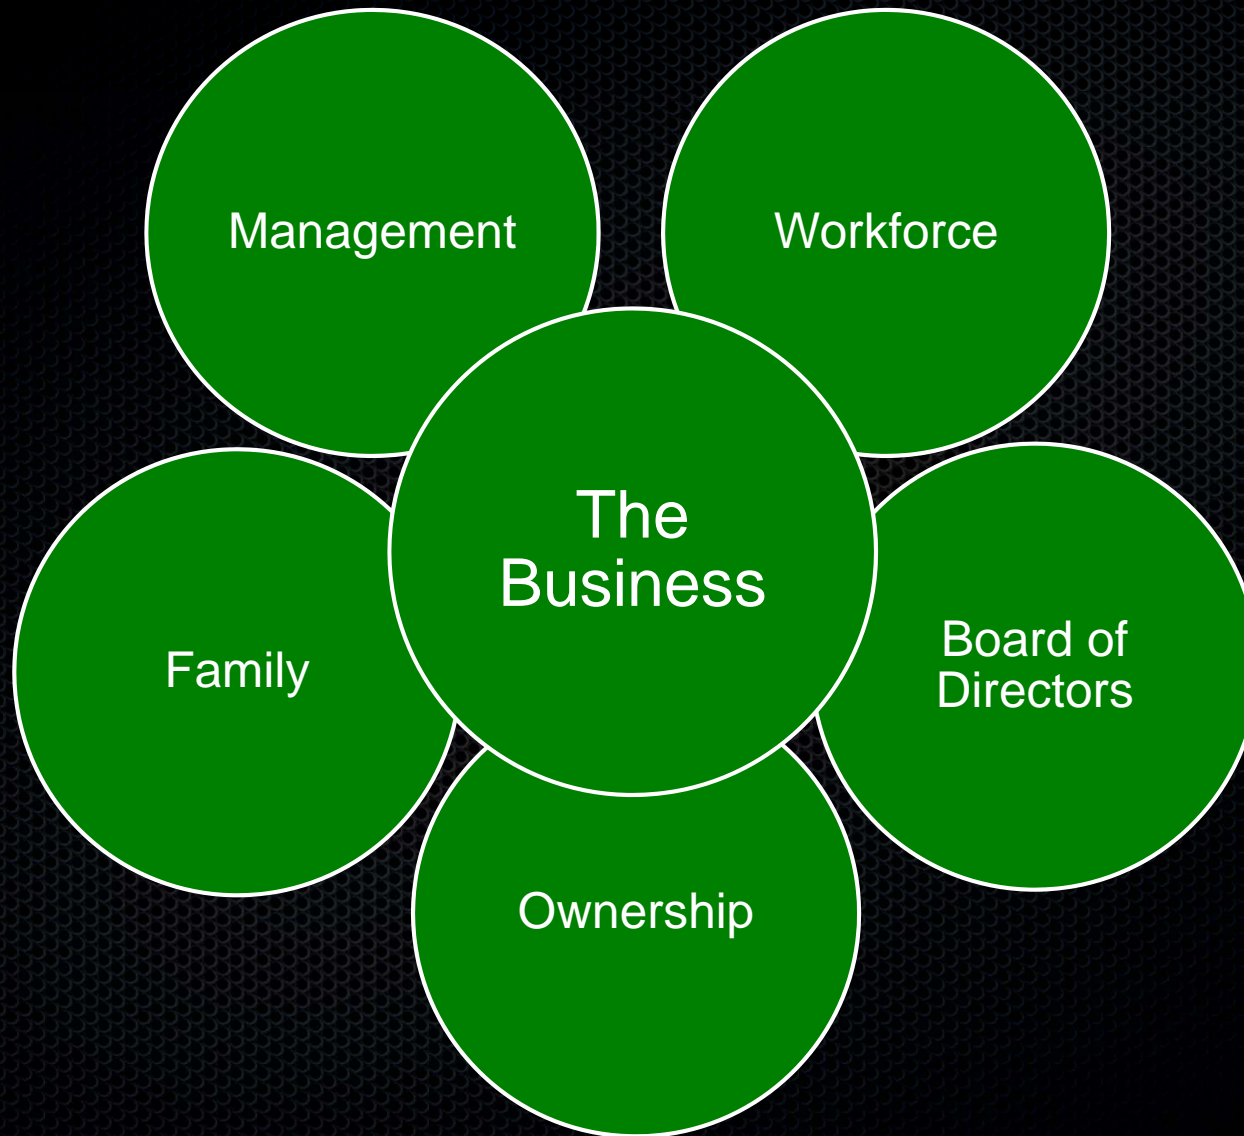 Management
Workforce
The
Business
Family
Board of
Directors
Ownership